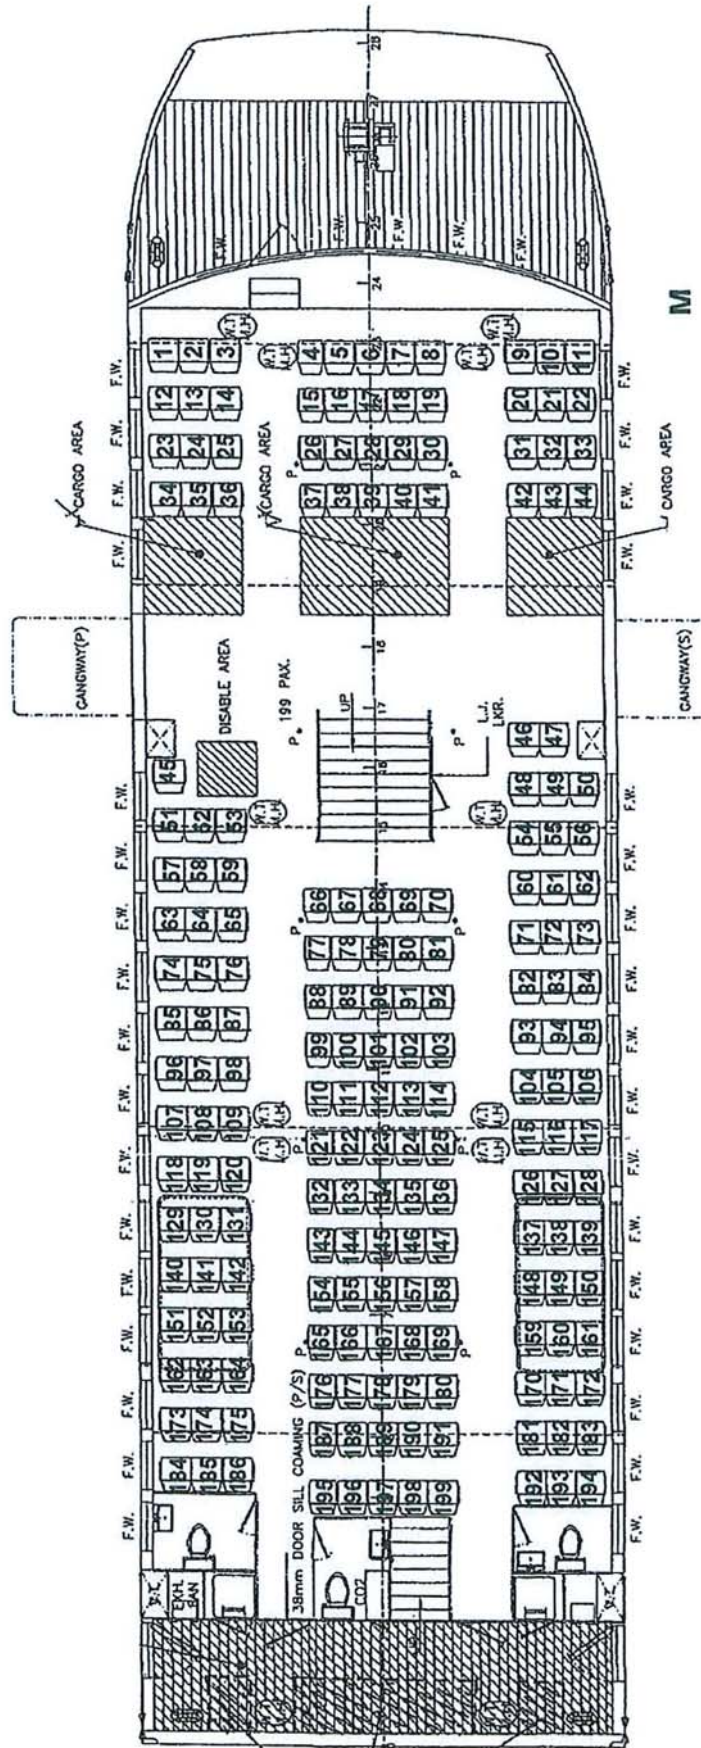 28
27
26
25
F.W.
F.W.
F.W.
F.W.
F.W.
24
W.T. M.H.
W.T. M.H.
W.T. M.H.
W.T. M.H.
M
F.W.
1 2 3
4 5 6 7 8
9 10 11
F.W.
F.W.
12 13 14
15 16 17 18 19
20 21 22
F.W.
F.W.
23 24 25
P
26 27 28 29 30
P
31 32 33
F.W.
F.W.
34 35 36
37 38 39 40 41
42 43 44
F.W.
CARGO AREA
CARGO AREA
CARGO AREA
F.W.
F.W.
GANGWAY(P)
18
GANGWAY(S)
DISABLE AREA
199 PAX.
17
UP
P
P
L.J.
LKR.
16
15
45
46 47
F.W.
48 49 50
F.W.
W.T. M.H.
W.T. M.H.
F.W.
51 52 53
54 55 56
F.W.
F.W.
57 58 59
60 61 62
F.W.
F.W.
63 64 65
P
66 67 68 69 70
P
71 72 73
F.W.
F.W.
74 75 76
77 78 79 80 81
82 83 84
F.W.
F.W.
85 86 87
88 89 90 91 92
93 94 95
F.W.
F.W.
96 97 98
99 100 101 102 103
104 105 106
F.W.
F.W.
107 108 109
W.T. M.H.
110 111 112 113 114
W.T. M.H.
115 116 117
F.W.
F.W.
118 119 120
W.T. M.H.
P
121 122 123 124 125
P
W.T. M.H.
126 127 128
F.W.
F.W.
129 130 131
132 133 134 135 136
137 138 139
F.W.
F.W.
140 141 142
143 144 145 146 147
148 149 150
F.W.
F.W.
151 152 153
154 155 156 157 158
159 160 161
F.W.
F.W.
162 163 164
P
165 166 167 168 169
P
170 171 172
F.W.
F.W.
173 174 175
176 177 178 179 180
181 182 183
F.W.
F.W.
184 185 186
187 188 189 190 191
192 193 194
F.W.
F.W.
195 196 197 198 199
F.W.
38mm DOOR SILL COAMING (P/S)
CO2